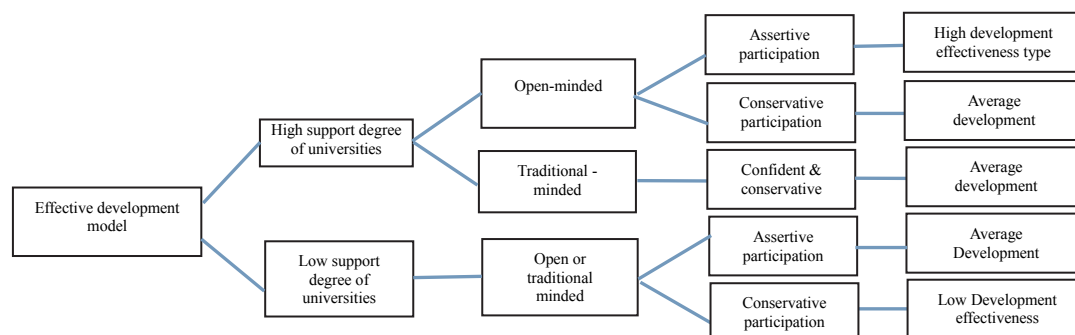 Effective development
model
High support degree
of universities
Low support
degree of
universities
Open-minded
Traditional -
minded
Open or
traditional
minded
Assertive
participation
Conservative
participation
Confident &
conservative
Assertive
participation
Conservative
participation
High development
effectiveness type
Average
development
Average
development
Average
Development
Low Development
effectiveness